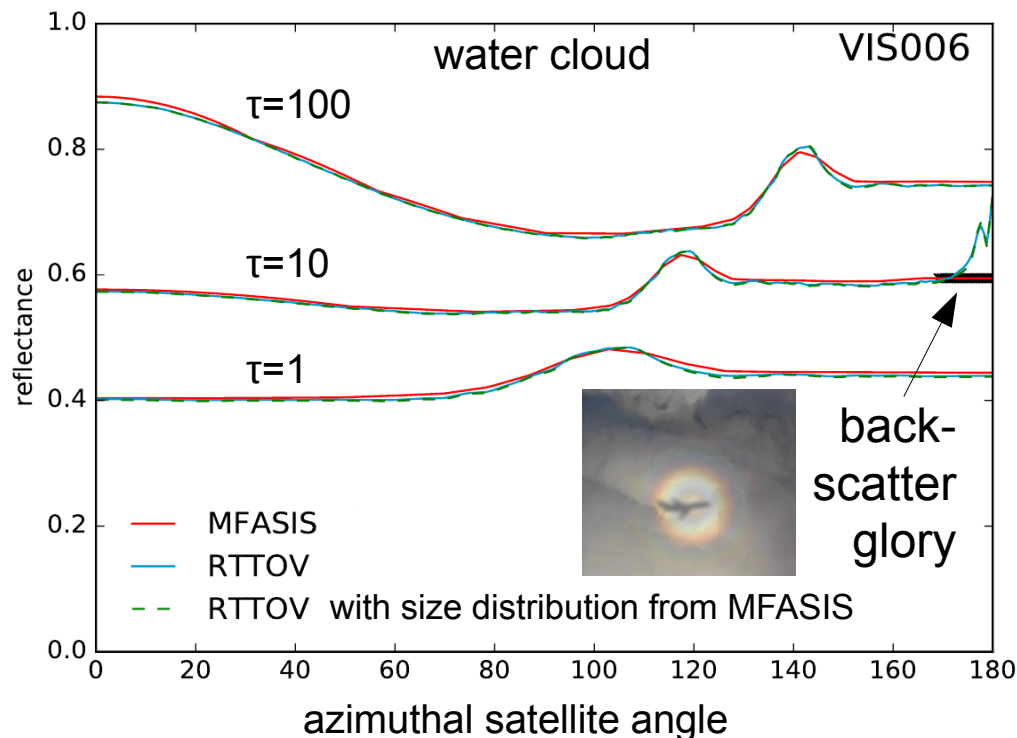 water cloud
VIS006
τ=100
τ=10
τ=1
reflectance
1.0
0.8
0.6
0.4
0.2
0.0
back-
scatter
glory
MFASIS
RTTOV
RTTOV with size distribution from MFASIS
0 20 40 60 80 100 120 140 160 180
azimuthal satellite angle